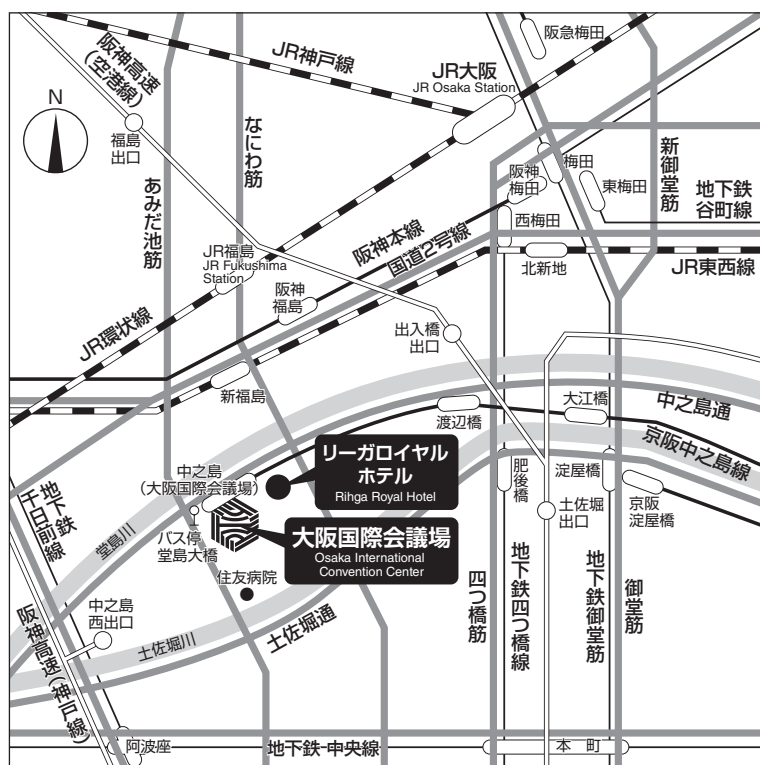 阪急梅田
JR神戸線
阪神高速
(空港線)
JR大阪
JR Osaka Station
N
福島
出口
なにわ筋
あみだ池筋
新御堂筋
梅田
阪神
梅田
東梅田
地下鉄
谷町線
西梅田
阪神本線
国道2号線
JR福島
JR Fukushima
Station
北新地
JR東西線
阪神
福島
JR環状線
出入橋
出口
新福島
大江橋
中之島通
渡辺橋
京阪中之島線
リーガロイヤル
ホテル
Rihga Royal Hotel
中之島
(大阪国際会議場)
肥後橋
淀屋橋
京阪
淀屋橋
地下鉄
千日前線
堂島川
バス停
堂島大橋
大阪国際会議場
Osaka International
Convention Center
土佐堀
出口
住友病院
四つ橋筋
地下鉄四つ橋線
地下鉄御堂筋
御堂筋
中之島
西出口
土佐堀川
土佐堀通
阪神高速(神戸線)
阿波座
地下鉄 中央線
本町